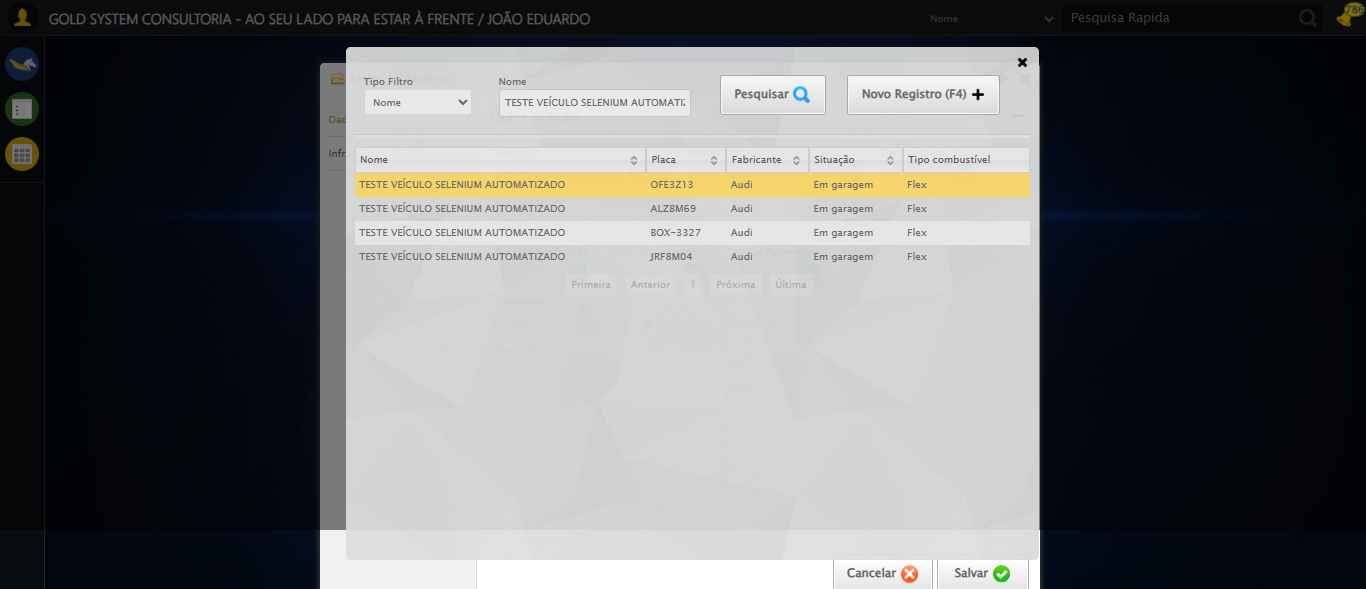 GOLD SYSTEM CONSULTORIA - AO SEU LADO PARA ESTAR À FRENTE / JOÃO EDUARDO
Nome
Pesquisa Rapida
786
Tipo Filtro
Nome
Nome
TESTE VEÍCULO SELENIUM AUTOMATIZ
Pesquisar
Novo Registro (F4)
Nome Placa Fabricante Situação Tipo combustível
TESTE VEÍCULO SELENIUM AUTOMATIZADO OFE3Z13 Audi Em garagem Flex
TESTE VEÍCULO SELENIUM AUTOMATIZADO ALZ8M69 Audi Em garagem Flex
TESTE VEÍCULO SELENIUM AUTOMATIZADO BOX-3327 Audi Em garagem Flex
TESTE VEÍCULO SELENIUM AUTOMATIZADO JRF8M04 Audi Em garagem Flex
Primeira Anterior 1 Próxima Última
Cancelar Salvar